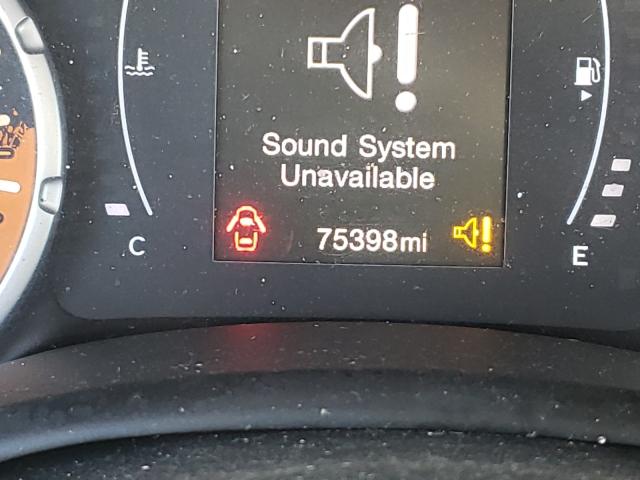 Sound System
Unavailable
75398mi
C
E